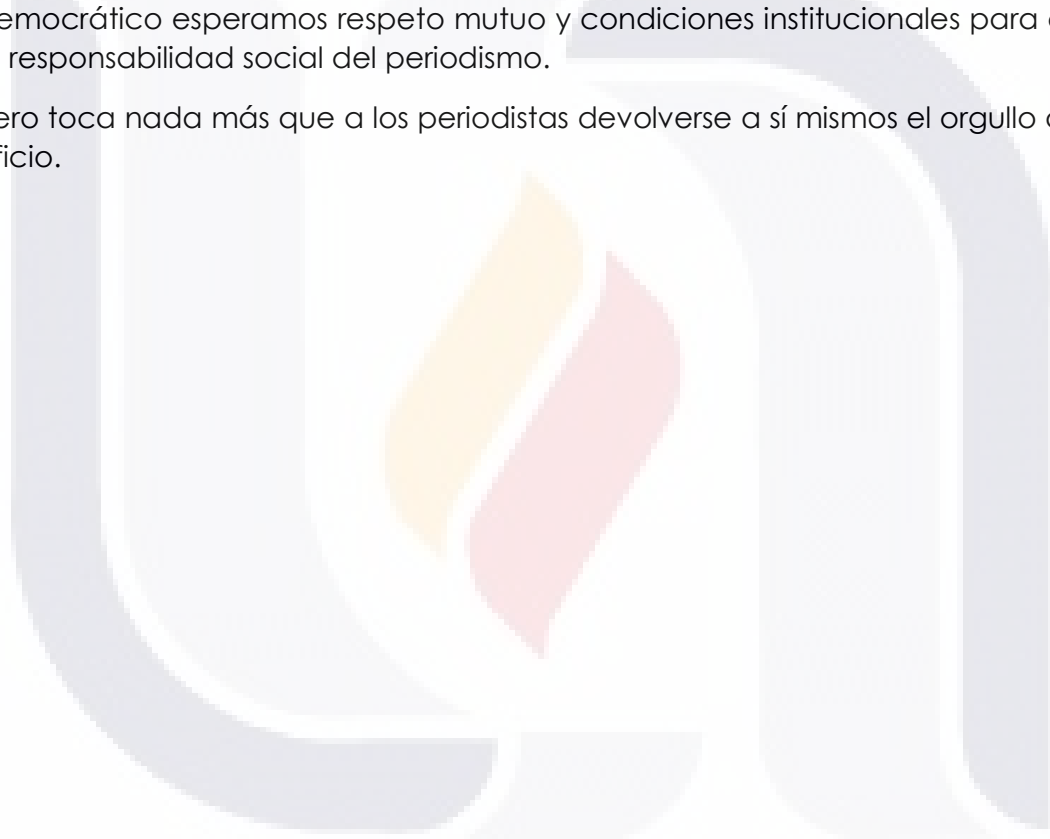 emocrático esperamos respeto mutuo y condiciones institucionales para
responsabilidad social del periodismo.
ero toca nada más que a los periodistas devolverse a sí mismos el orgullo
ficio.